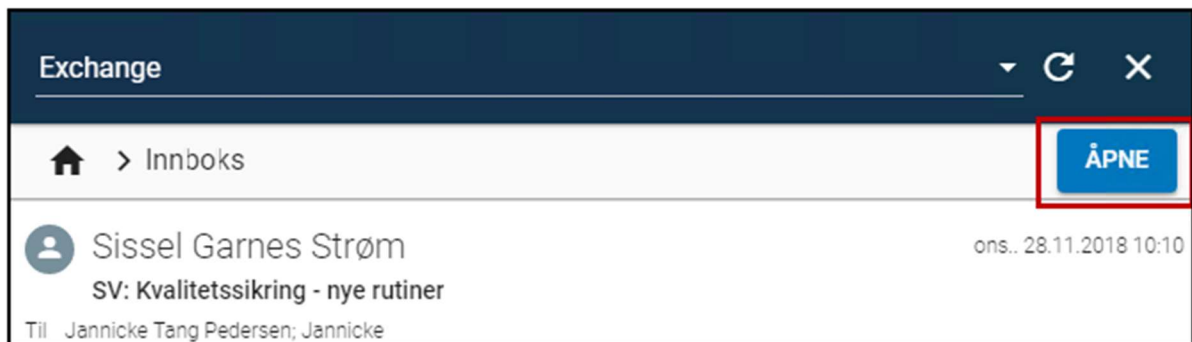 Exchange
> Innboks
ÅPNE
Sissel Garnes Strøm
ons.. 28.11.2018 10:10
SV: Kvalitetssikring - nye rutiner
Til Jannicke Tang Pedersen; Jannicke